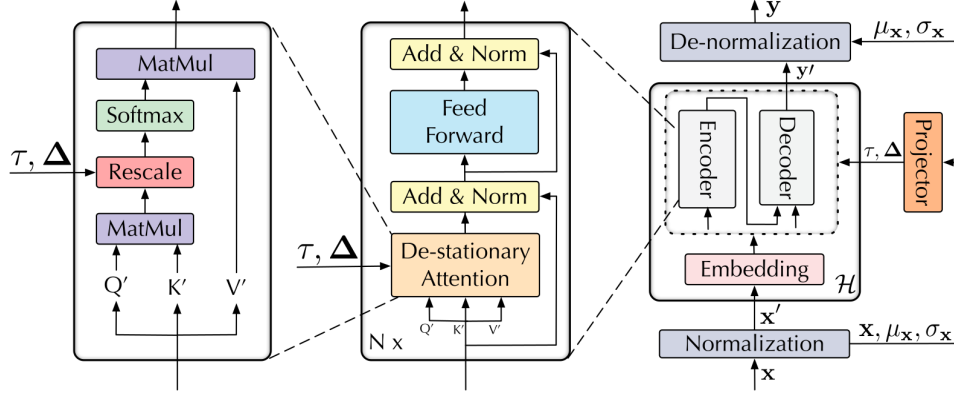 MatMul
Softmax
τ, Δ
Rescale
MatMul
Q′ K′ V′
Add & Norm
Feed
Forward
Add & Norm
τ, Δ
De-stationary
Attention
Q′ K′ V′
N x
y
De-normalization
μx, σx
y′
Encoder
Decoder
τ, Δ
Projector
Embedding
H
x′
Normalization
x, μx, σx
x